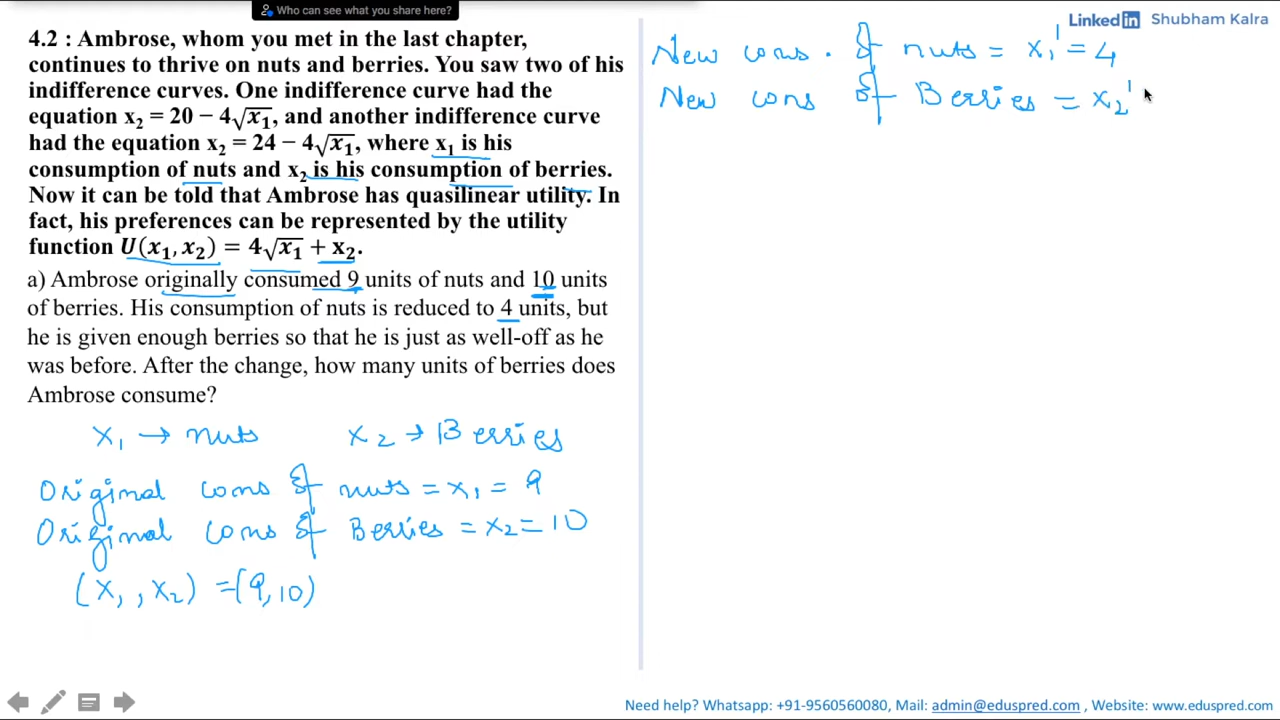 Who can see what you share here?
LinkedIn Shubham Kalra
4.2 : Ambrose, whom you met in the last chapter,
continues to thrive on nuts and berries. You saw two of his
indifference curves. One indifference curve had the
equation x₂ = 20 − 4√x₁, and another indifference curve
had the equation x₂ = 24 − 4√x₁, where x₁ is his
consumption of nuts and x₂ is his consumption of berries.
Now it can be told that Ambrose has quasilinear utility. In
fact, his preferences can be represented by the utility
function U(x₁, x₂) = 4√x₁ + x₂.
a) Ambrose originally consumed 9 units of nuts and 10 units
of berries. His consumption of nuts is reduced to 4 units, but
he is given enough berries so that he is just as well-off as he
was before. After the change, how many units of berries does
Ambrose consume?
x₁ → nuts x₂ → Berries
Original cons of nuts = x₁ = 9
Original cons of Berries = x₂ = 10
(x₁, x₂) = (9, 10)
New cons. of nuts = x₁' = 4
New cons of Berries = x₂'
Need help? Whatsapp: +91-9560560080, Mail: admin@eduspred.com , Website: www.eduspred.com